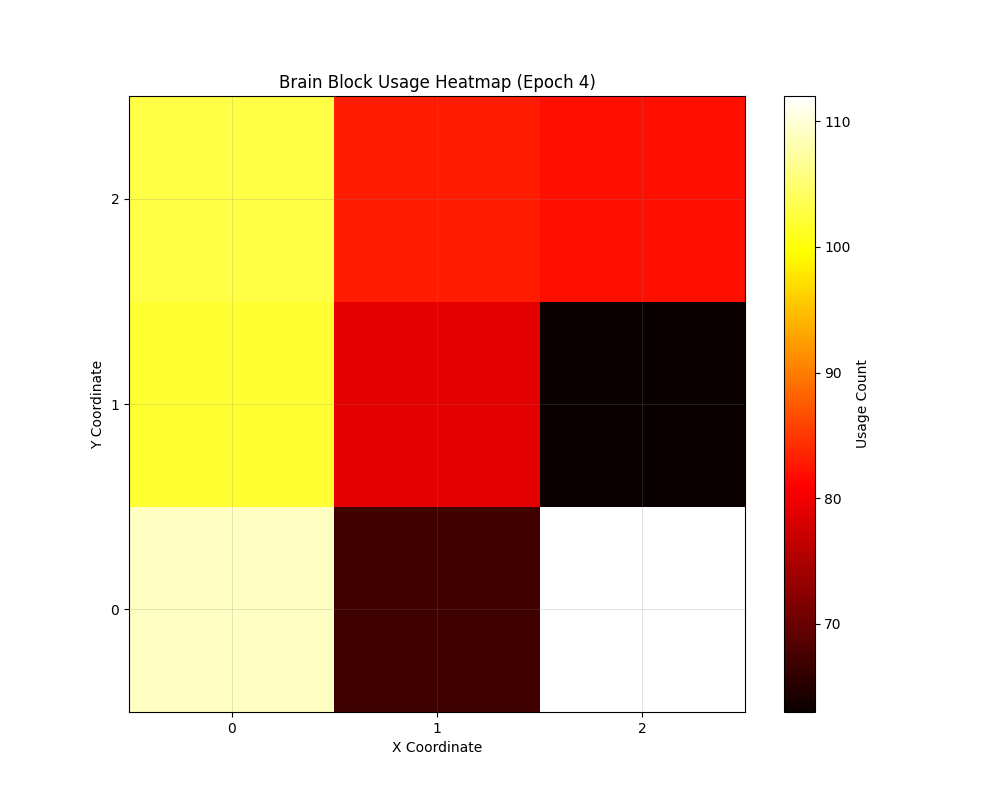 Brain Block Usage Heatmap (Epoch 4)
110
100
90
80
70
Usage Count
2
1
0
Y Coordinate
0 1 2
X Coordinate